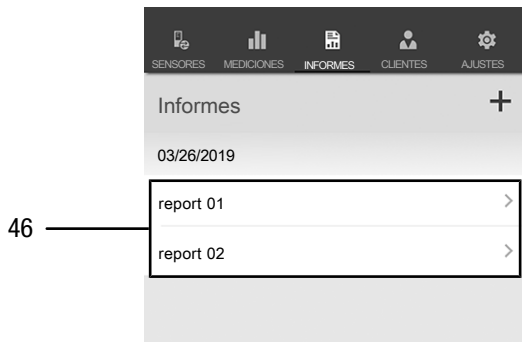 SENSORES MEDICIONES INFORMES CLIENTES AJUSTES
Informes +
03/26/2019
report 01
46
report 02